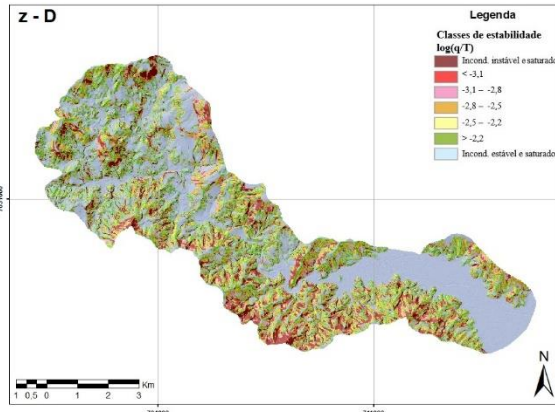 z - D
Legenda
Classes de estabilidade
log(q/T)
Incond. instável e saturado
< -3,1
-3,1 – -2,8
-2,8 – -2,5
-2,5 – -2,2
> -2,2
Incond. estável e saturado
N
1 0,5 0 1 2 3
Km